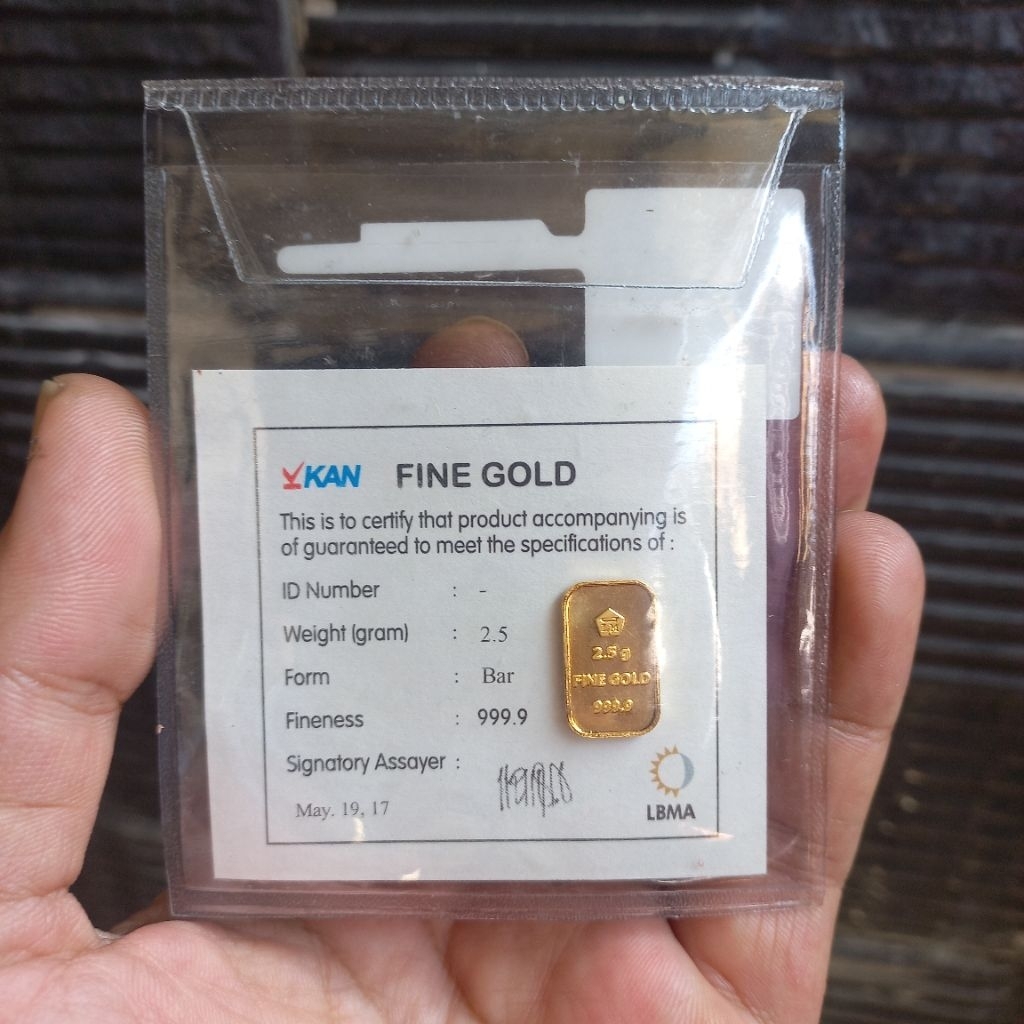 KAN FINE GOLD
This is to certify that product accompanying is
of guaranteed to meet the specifications of :
ID Number : -
Weight (gram) : 2.5
Form : Bar
Fineness : 999.9
Signatory Assayer :
May. 19, 17
LBMA
2.5 g
FINE GOLD
999.9